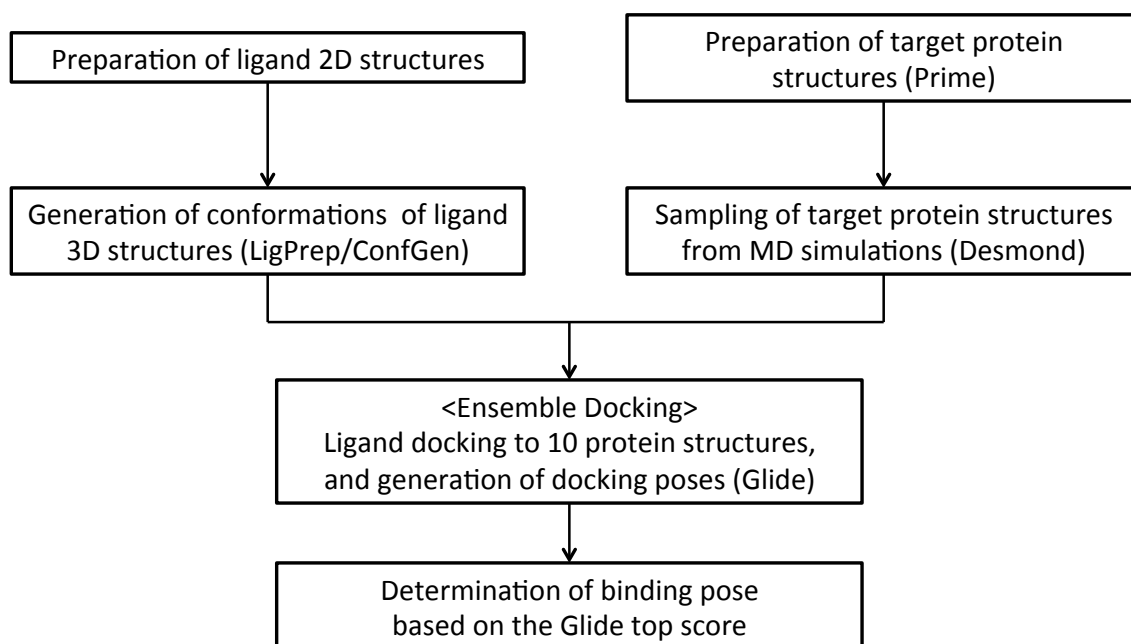 Preparation of ligand 2D structures
Preparation of target protein
structures (Prime)
Generation of conformations  of ligand
3D structures (LigPrep/ConfGen)
Sampling of target protein structures
from MD simulations (Desmond)
<Ensemble Docking>
Ligand docking to 10 protein structures,
and generation of docking poses (Glide)
Determination of binding pose
based on the Glide top score